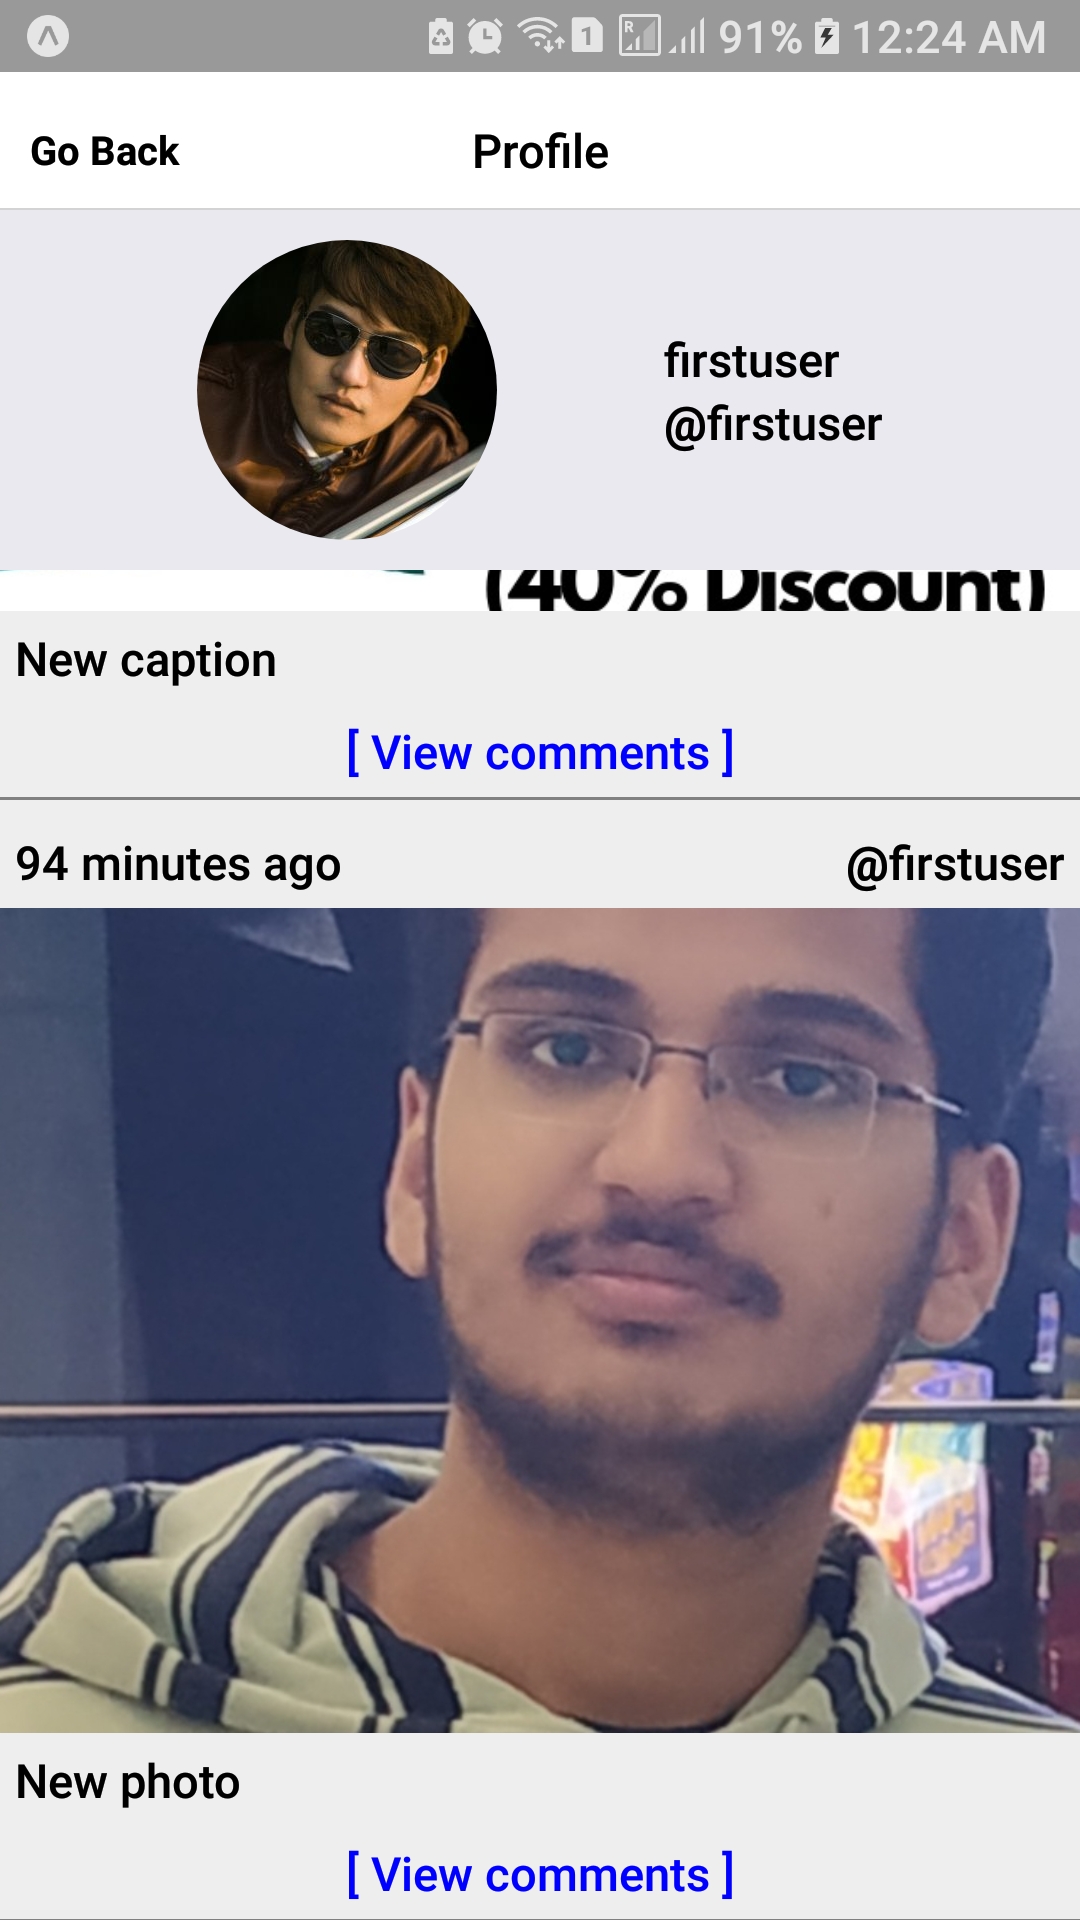 1 R 91% 12:24 AM
Go Back Profile
firstuser
@firstuser
(40% Discount)
New caption
[ View comments ]
94 minutes ago @firstuser
New photo
[ View comments ]